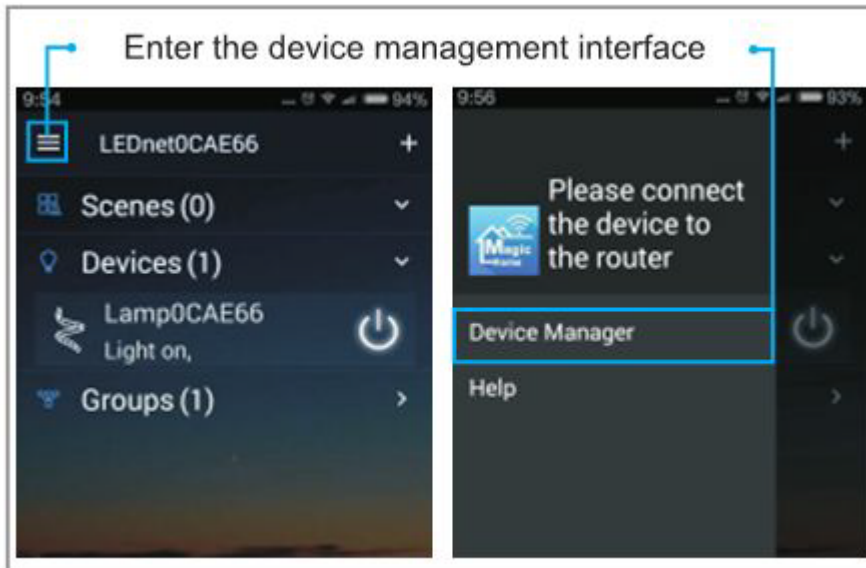 Enter the device management interface
9:54
94%
LEDnet0CAE66
+
Scenes (0)
Devices (1)
Lamp0CAE66
Light on,
Groups (1)
9:56
93%
+
Magic
Home
Please connect
the device to
the router
Device Manager
Help